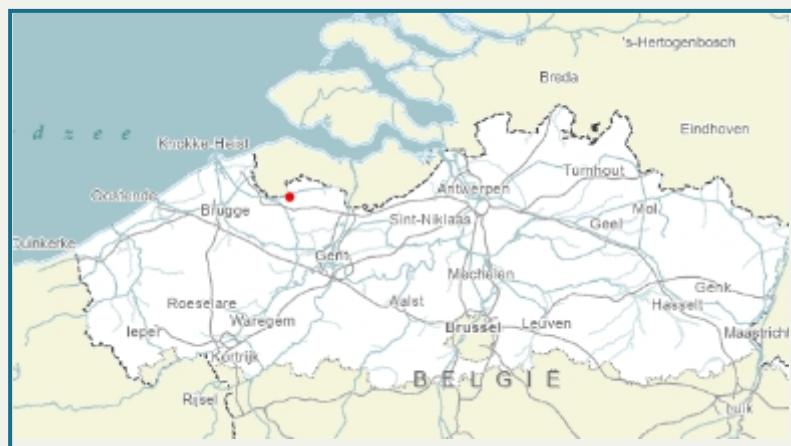 's-Hertogenbosch
Breda
d z e e
Eindhoven
Knokke-Heist
Turnhout
Oostende
Antwerpen
Brugge
Mol
Sint-Niklaas
Geel
Duinkerke
Gent
Mechelen
Genk
Roeselare
Aalst
Hasselt
Waregem
Brussel
Leuven
Ieper
Maastricht
Kortrijk
BELGIË
Rijsel
Luik